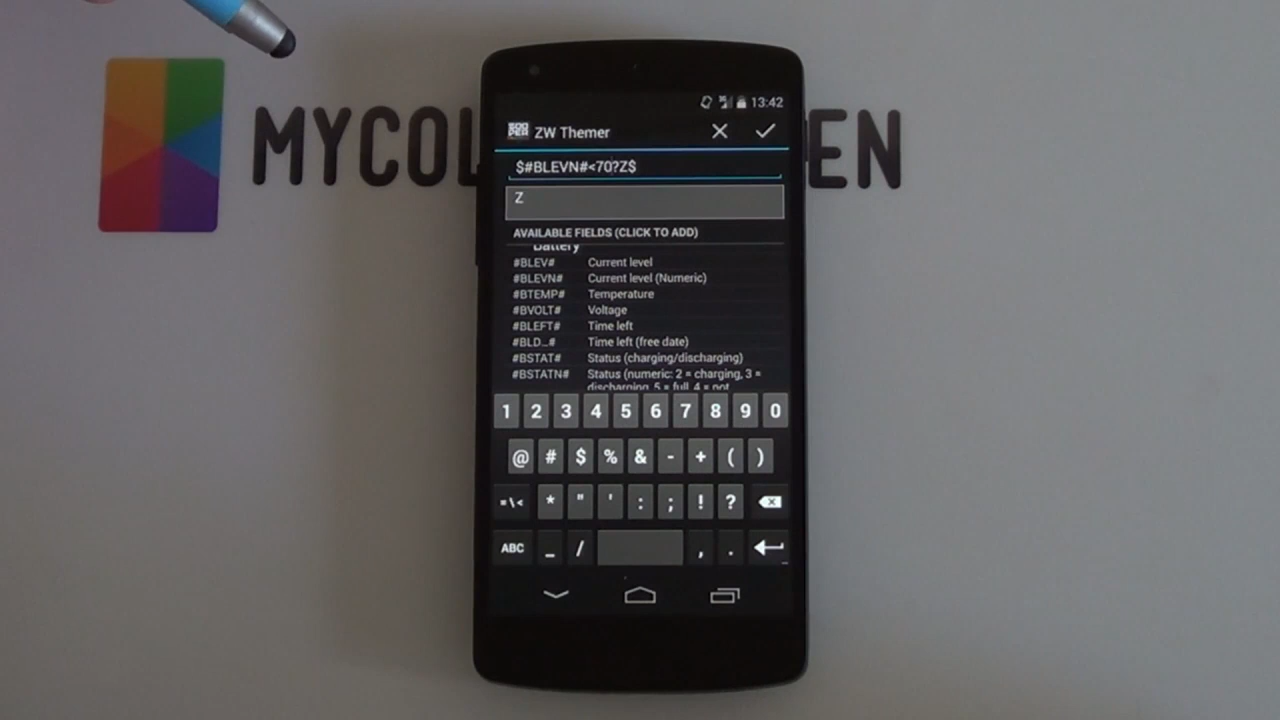 MYCOL EN
13:42
ZW Themer
$#BLEVN#<70?Z$
Z
AVAILABLE FIELDS (CLICK TO ADD)
Battery
#BLEV# Current level
#BLEVN# Current level (Numeric)
#BTEMP# Temperature
#BVOLT# Voltage
#BLEFT# Time left
#BLD...# Time left (free date)
#BSTAT# Status (charging/discharging)
#BSTATN# Status (numeric: 2 = charging, 3 =
discharging, 5 = full, 4 = not
1 2 3 4 5 6 7 8 9 0
@ # $ % & - + ( )
=\< * " ' : ; ! ?
ABC _ / , .